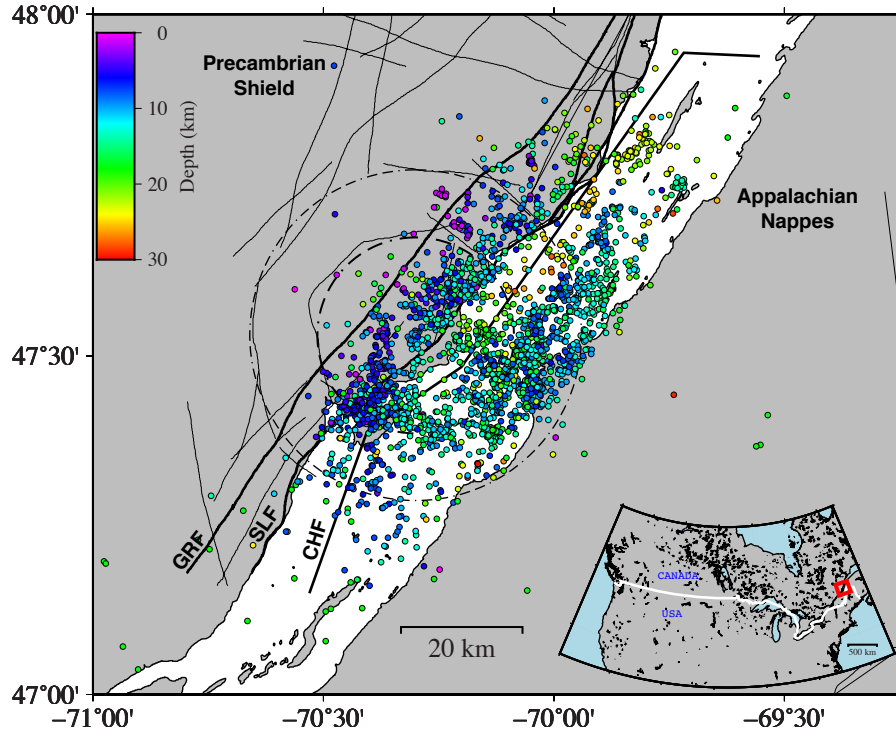 48°00'
0
10
20
30
Depth (km)
Precambrian
Shield
Appalachian
Nappes
47°30'
GRF
SLF
CHF
CANADA
USA
500 km
20 km
47°00'
−71°00'
−70°30'
−70°00'
−69°30'